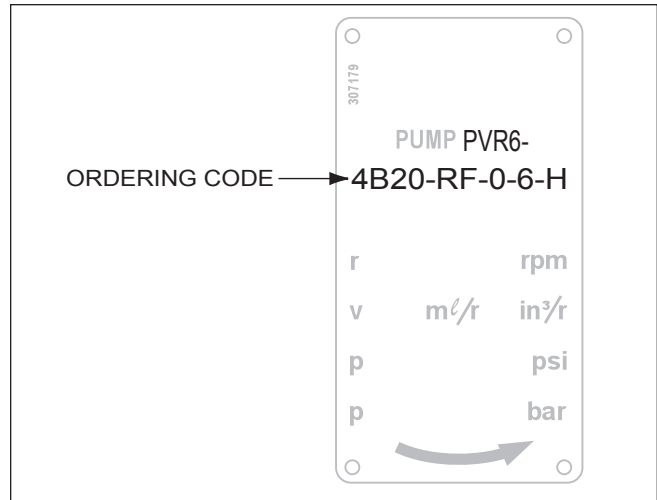 307179
PUMP PVR6-
ORDERING CODE 4B20-RF-0-6-H
r rpm
v mℓ/r in³/r
p psi
p bar